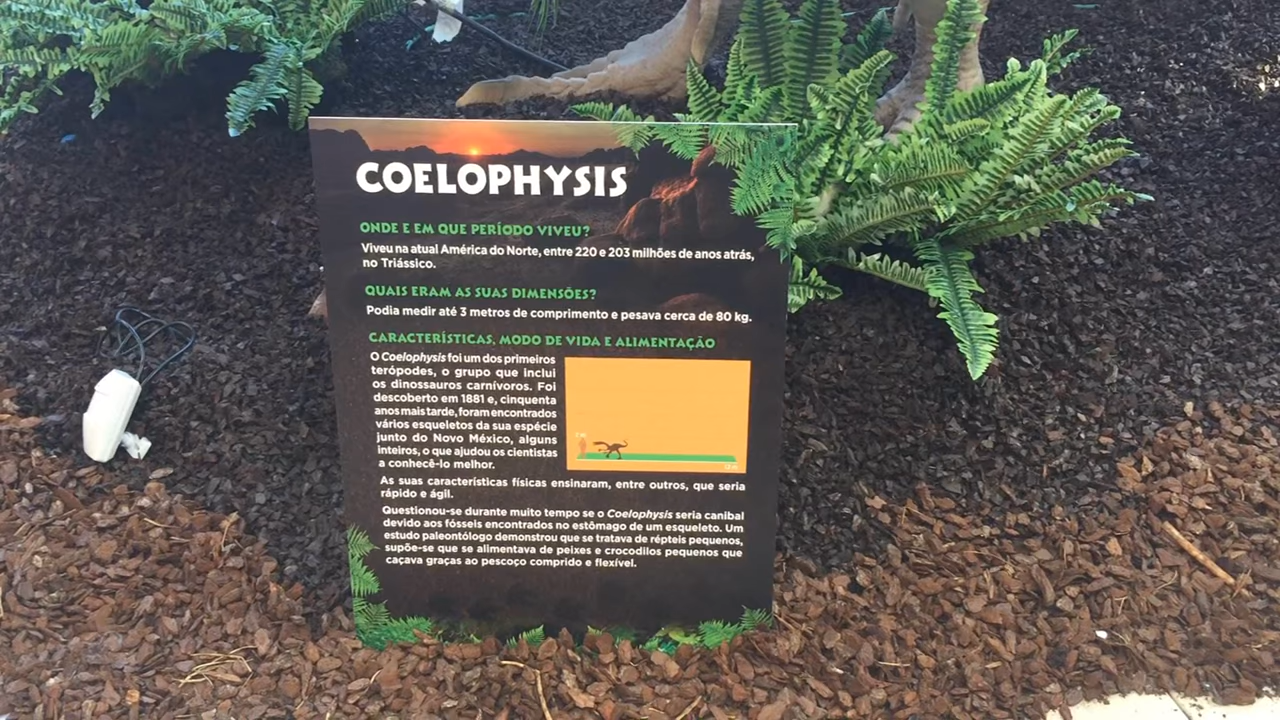 COELOPHYSIS
ONDE E EM QUE PERÍODO VIVEU?
Viveu na atual América do Norte, entre 220 e 203 milhões de anos atrás,
no Triássico.
QUAIS ERAM AS SUAS DIMENSÕES?
Podia medir até 3 metros de comprimento e pesava cerca de 80 kg.
CARACTERÍSTICAS, MODO DE VIDA E ALIMENTAÇÃO
O Coelophysis foi um dos primeiros
terópodes, o grupo que inclui
os dinossauros carnívoros. Foi
descoberto em 1881 e, cinquenta
anos mais tarde, foram encontrados
vários esqueletos da sua espécie
junto do Novo México, alguns
inteiros, o que ajudou os cientistas
a conhecê-lo melhor.
As suas características físicas ensinaram, entre outros, que seria
rápido e ágil.
Questionou-se durante muito tempo se o Coelophysis seria canibal
devido aos fósseis encontrados no estômago de um esqueleto. Um
estudo paleontólogo demonstrou que se tratava de répteis pequenos,
supõe-se que se alimentava de peixes e crocodilos pequenos que
caçava graças ao pescoço comprido e flexível.